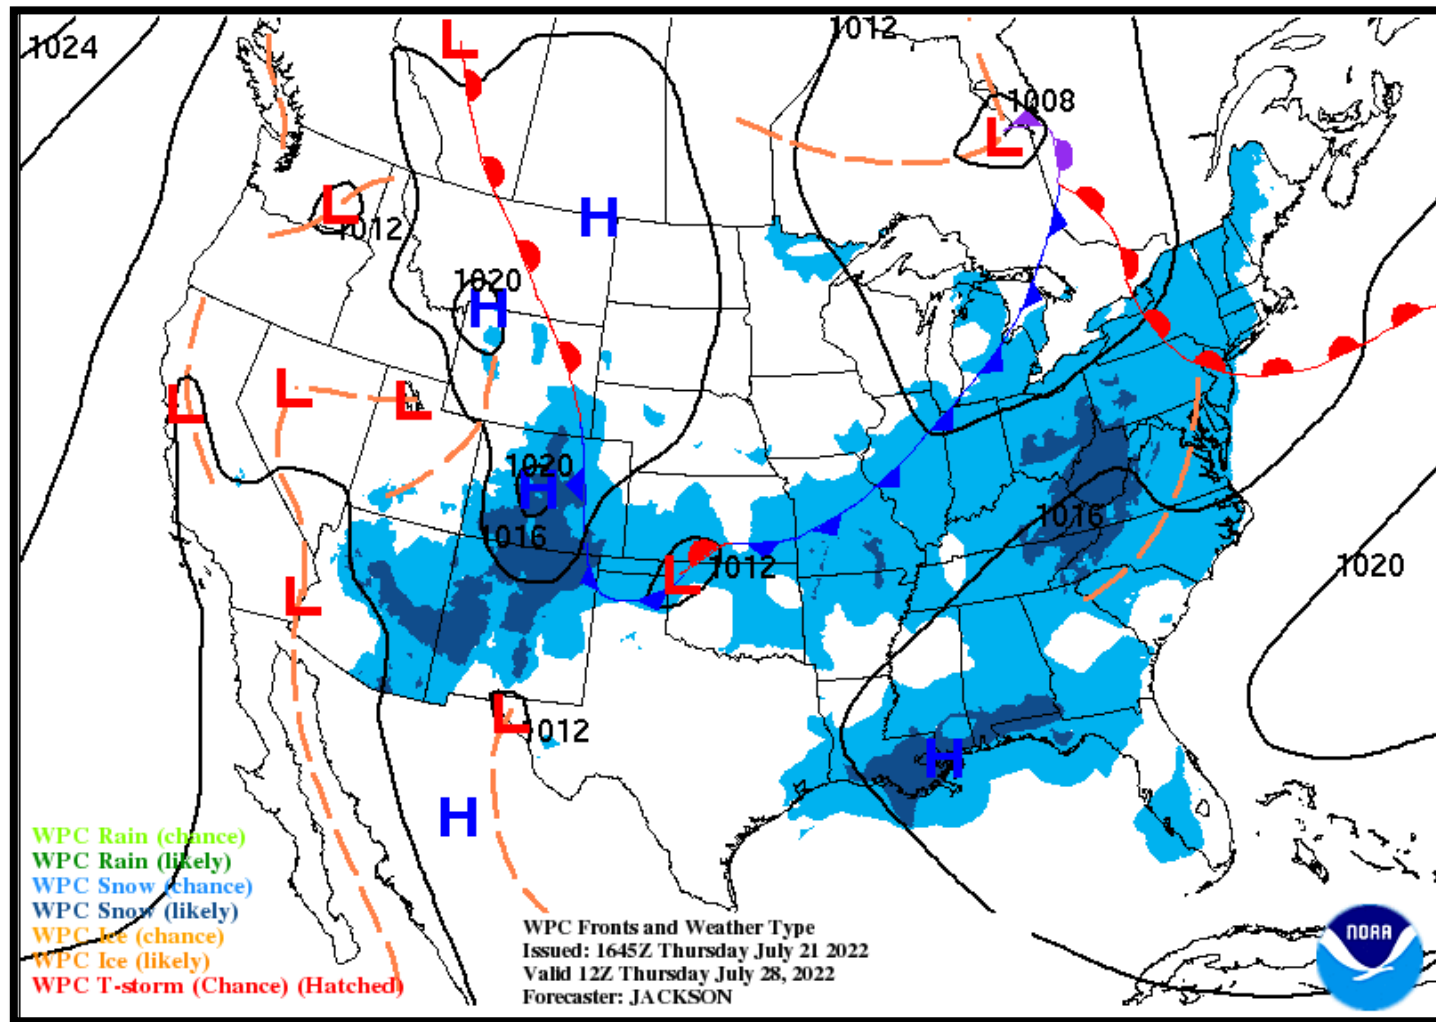 1024
1012
L
1008
L
H
L
1012
1020
H
L
L
L
1020
H
1016
1016
L
1012
1020
L
L
1012
H
H
WPC Rain (chance)
WPC Rain (likely)
WPC Snow (chance)
WPC Snow (likely)
WPC Ice (chance)
WPC Ice (likely)
WPC T-storm (Chance) (Hatched)
WPC Fronts and Weather Type
Issued: 1645Z Thursday July 21 2022
Valid 12Z Thursday July 28, 2022
Forecaster: JACKSON
NOAA